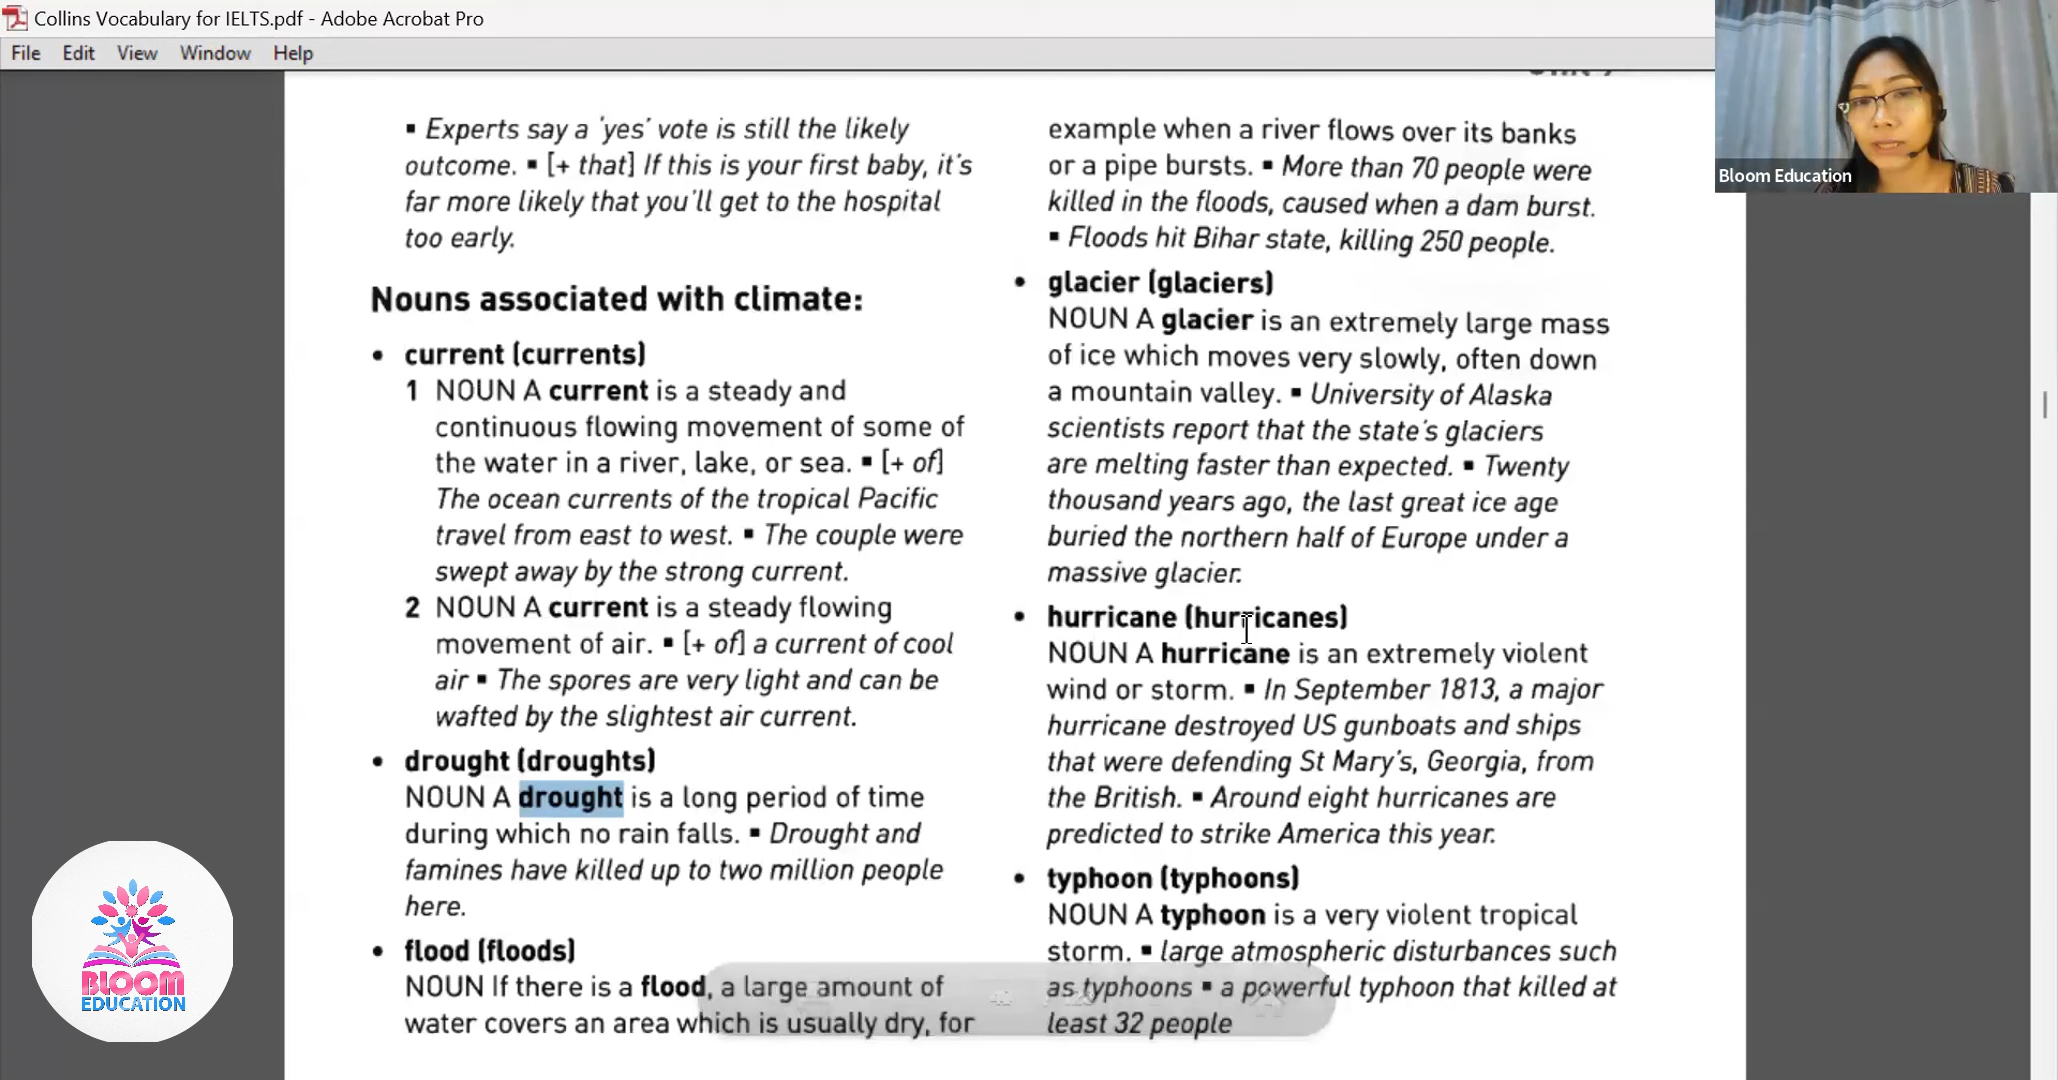 Collins Vocabulary for IELTS.pdf - Adobe Acrobat Pro
File Edit View Window Help
▪ Experts say a 'yes' vote is still the likely
outcome. ▪ [+ that] If this is your first baby, it's
far more likely that you'll get to the hospital
too early.
Nouns associated with climate:
• current (currents)
1 NOUN A current is a steady and
continuous flowing movement of some of
the water in a river, lake, or sea. ▪ [+ of]
The ocean currents of the tropical Pacific
travel from east to west. ▪ The couple were
swept away by the strong current.
2 NOUN A current is a steady flowing
movement of air. ▪ [+ of] a current of cool
air ▪ The spores are very light and can be
wafted by the slightest air current.
• drought (droughts)
NOUN A drought is a long period of time
during which no rain falls. ▪ Drought and
famines have killed up to two million people
here.
• flood (floods)
NOUN If there is a flood, a large amount of
water covers an area which is usually dry, for
example when a river flows over its banks
or a pipe bursts. ▪ More than 70 people were
killed in the floods, caused when a dam burst.
▪ Floods hit Bihar state, killing 250 people.
• glacier (glaciers)
NOUN A glacier is an extremely large mass
of ice which moves very slowly, often down
a mountain valley. ▪ University of Alaska
scientists report that the state's glaciers
are melting faster than expected. ▪ Twenty
thousand years ago, the last great ice age
buried the northern half of Europe under a
massive glacier.
• hurricane (hurricanes)
NOUN A hurricane is an extremely violent
wind or storm. ▪ In September 1813, a major
hurricane destroyed US gunboats and ships
that were defending St Mary's, Georgia, from
the British. ▪ Around eight hurricanes are
predicted to strike America this year.
• typhoon (typhoons)
NOUN A typhoon is a very violent tropical
storm. ▪ large atmospheric disturbances such
as typhoons ▪ a powerful typhoon that killed at
least 32 people
Bloom Education
BLOOM
EDUCATION